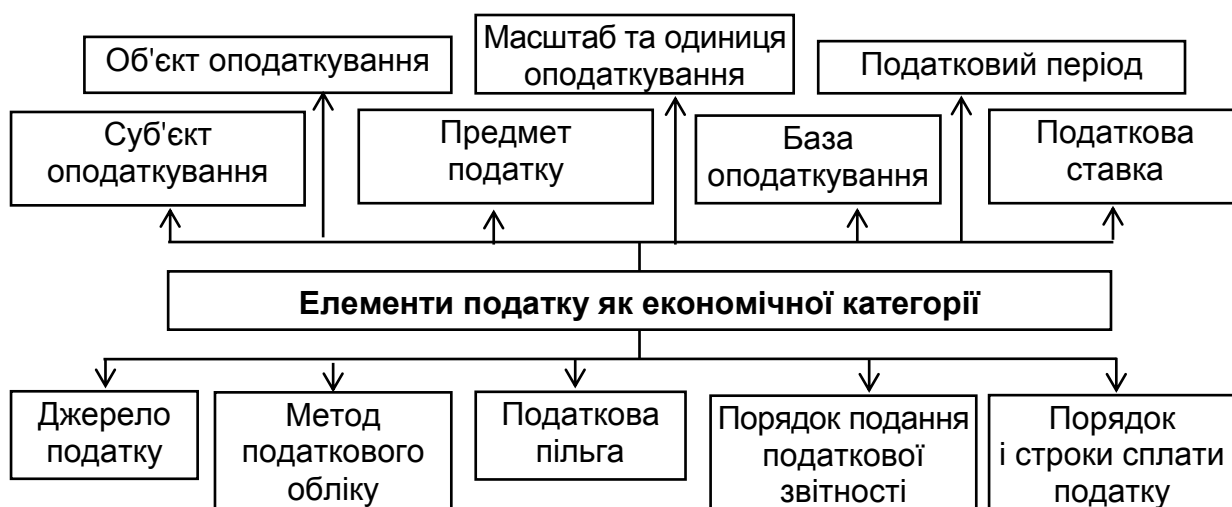 Об'єкт оподаткування
Масштаб та одиниця
оподаткування
Податковий період
Суб'єкт
оподаткування
Предмет
податку
База
оподаткування
Податкова
ставка
Елементи податку як економічної категорії
Джерело
податку
Метод
податкового
обліку
Податкова
пільга
Порядок подання
податкової
звітності
Порядок
і строки сплати
податку